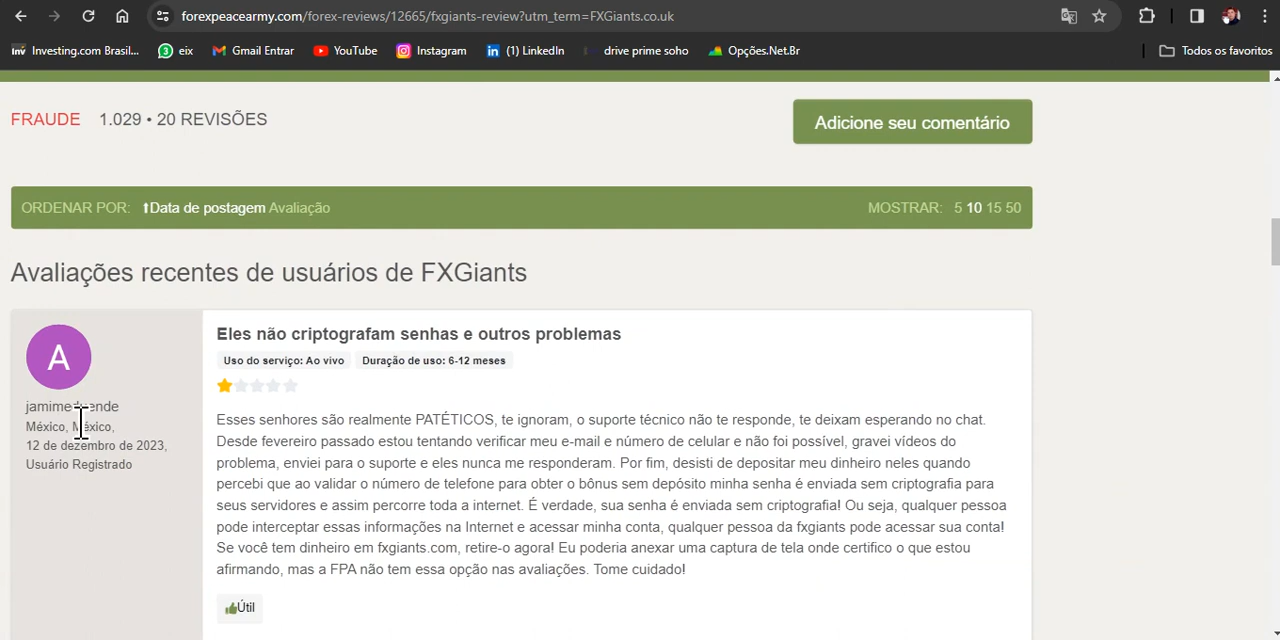 forexpeacearmy.com/forex-reviews/12665/fxgiants-review?utm_term=FXGiants.co.uk
inv Investing.com Brasil... 3 eix Gmail Entrar YouTube Instagram in (1) LinkedIn drive prime soho Opções.Net.Br Todos os favoritos
FRAUDE 1.029 • 20 REVISÕES
Adicione seu comentário
ORDENAR POR: Data de postagem Avaliação MOSTRAR: 5 10 15 50
Avaliações recentes de usuários de FXGiants
A
México, México,
12 de dezembro de 2023,
Usuário Registrado
Eles não criptografam senhas e outros problemas
Uso do serviço: Ao vivo Duração de uso: 6-12 meses
Esses senhores são realmente PATÉTICOS, te ignoram, o suporte técnico não te responde, te deixam esperando no chat.
Desde fevereiro passado estou tentando verificar meu e-mail e número de celular e não foi possível, gravei vídeos do
problema, enviei para o suporte e eles nunca me responderam. Por fim, desisti de depositar meu dinheiro neles quando
percebi que ao validar o número de telefone para obter o bônus sem depósito minha senha é enviada sem criptografia para
seus servidores e assim percorre toda a internet. É verdade, sua senha é enviada sem criptografia! Ou seja, qualquer pessoa
pode interceptar essas informações na Internet e acessar minha conta, qualquer pessoa da fxgiants pode acessar sua conta!
Se você tem dinheiro em fxgiants.com, retire-o agora! Eu poderia anexar uma captura de tela onde certifico o que estou
afirmando, mas a FPA não tem essa opção nas avaliações. Tome cuidado!
Útil